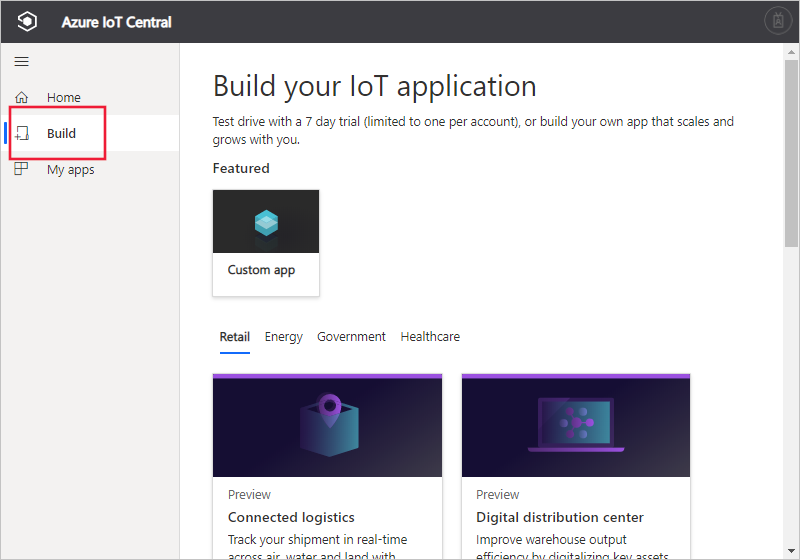 Azure IoT Central
Home
Build
My apps
Build your IoT application
Test drive with a 7 day trial (limited to one per account), or build your own app that scales and
grows with you.
Featured
Custom app
Retail Energy Government Healthcare
Preview
Connected logistics
Track your shipment in real-time
across air, water and land with
Preview
Digital distribution center
Improve warehouse output
efficiency by digitalizing key assets